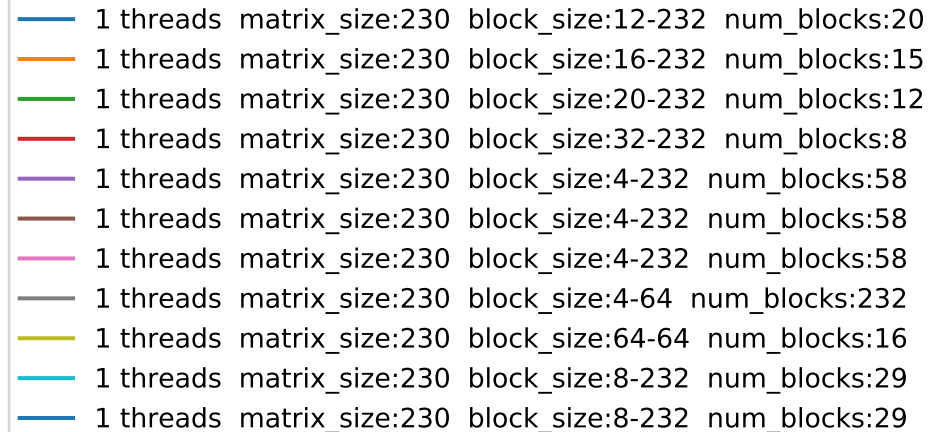 1 threads  matrix_size:230  block_size:12-232  num_blocks:20
1 threads  matrix_size:230  block_size:16-232  num_blocks:15
1 threads  matrix_size:230  block_size:20-232  num_blocks:12
1 threads  matrix_size:230  block_size:32-232  num_blocks:8
1 threads  matrix_size:230  block_size:4-232  num_blocks:58
1 threads  matrix_size:230  block_size:4-232  num_blocks:58
1 threads  matrix_size:230  block_size:4-232  num_blocks:58
1 threads  matrix_size:230  block_size:4-64  num_blocks:232
1 threads  matrix_size:230  block_size:64-64  num_blocks:16
1 threads  matrix_size:230  block_size:8-232  num_blocks:29
1 threads  matrix_size:230  block_size:8-232  num_blocks:29